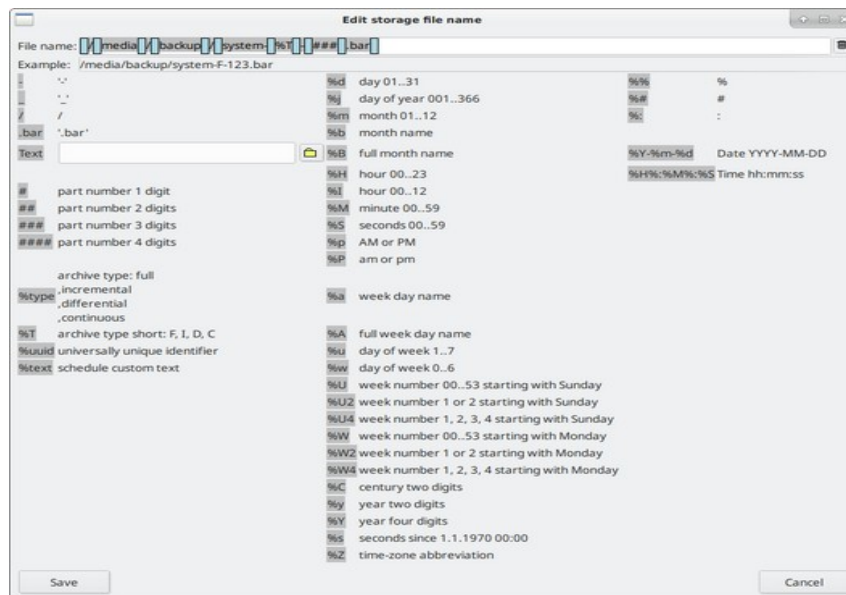 Edit storage file name
File name: / media / backup / system- %T - ### .bar
Example: /media/backup/system-F-123.bar
- '-'
_ '_'
/ /
.bar '.bar'
Text
# part number 1 digit
## part number 2 digits
### part number 3 digits
#### part number 4 digits
%type archive type: full
,incremental
,differential
,continuous
%T archive type short: F, I, D, C
%uuid universally unique identifier
%text schedule custom text
%d day 01..31
%j day of year 001..366
%m month 01..12
%b month name
%B full month name
%H hour 00..23
%I hour 00..12
%M minute 00..59
%S seconds 00..59
%p AM or PM
%P am or pm
%a week day name
%A full week day name
%u day of week 1..7
%w day of week 0..6
%U week number 00..53 starting with Sunday
%U2 week number 1 or 2 starting with Sunday
%U4 week number 1, 2, 3, 4 starting with Sunday
%W week number 00..53 starting with Monday
%W2 week number 1 or 2 starting with Monday
%W4 week number 1, 2, 3, 4 starting with Monday
%C century two digits
%y year two digits
%Y year four digits
%s seconds since 1.1.1970 00:00
%Z time-zone abbreviation
%% %
%# #
%: :
%Y-%m-%d Date YYYY-MM-DD
%H%:%M%:%S Time hh:mm:ss
Save
Cancel